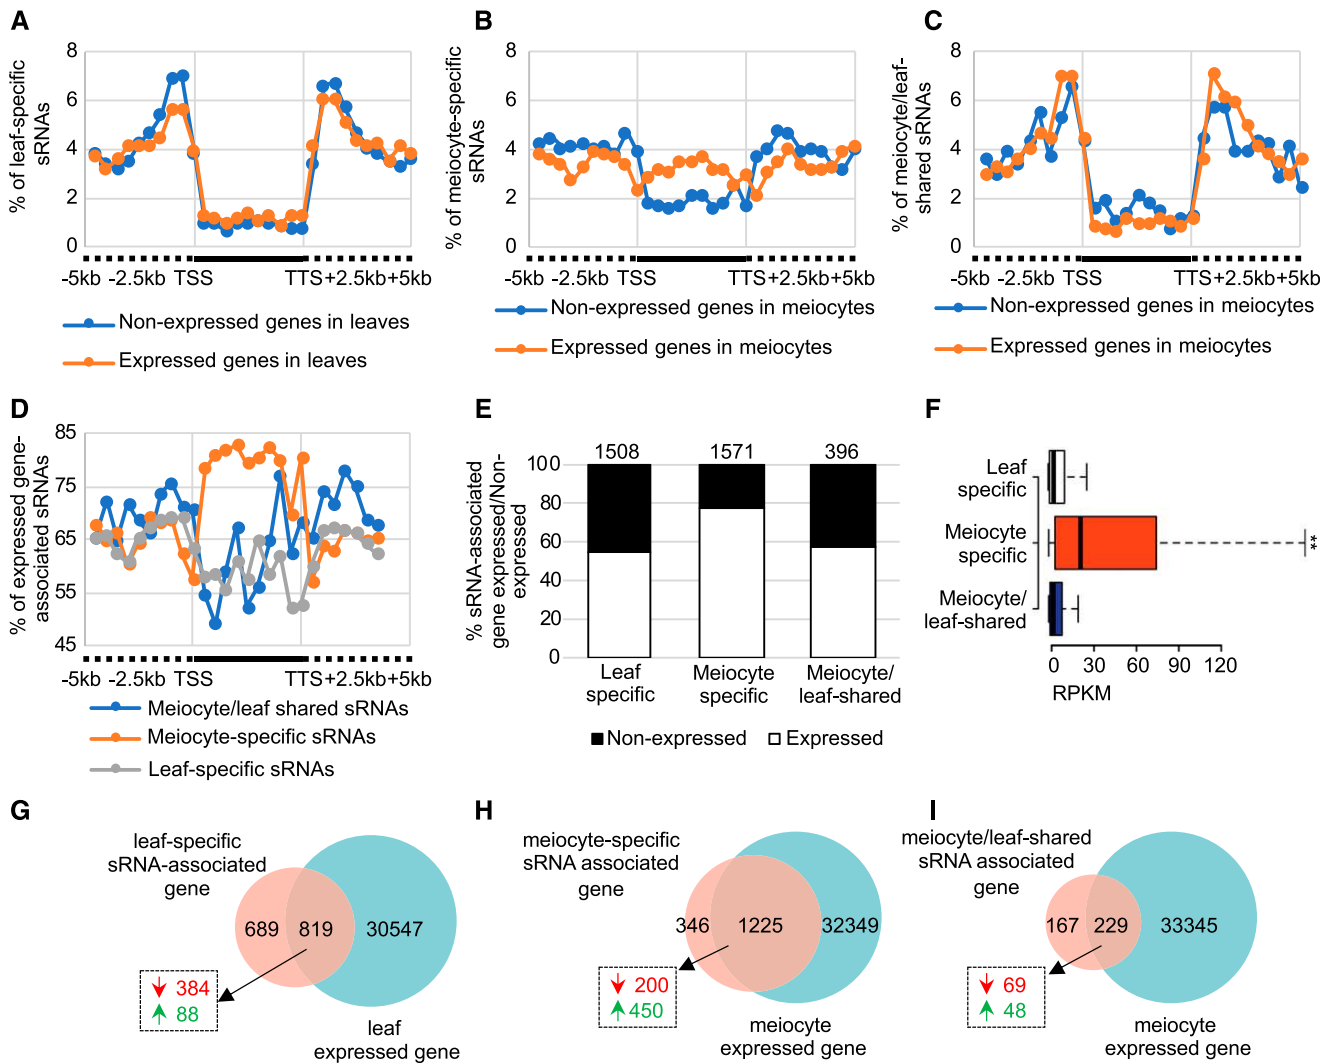 A
% of leaf-specific
sRNAs
8
6
4
2
0
-5kb -2.5kb TSS TTS +2.5kb +5kb
Non-expressed genes in leaves
Expressed genes in leaves
B
% of meiocyte-specific
sRNAs
8
6
4
2
0
-5kb -2.5kb TSS TTS +2.5kb +5kb
Non-expressed genes in meiocytes
Expressed genes in meiocytes
C
% of meiocyte/leaf-
shared sRNAs
8
6
4
2
0
-5kb -2.5kb TSS TTS +2.5kb +5kb
Non-expressed genes in meiocytes
Expressed genes in meiocytes
D
% of expressed gene-
associated sRNAs
85
75
65
55
45
-5kb -2.5kb TSS TTS +2.5kb +5kb
Meiocyte/leaf shared sRNAs
Meiocyte-specific sRNAs
Leaf-specific sRNAs
E
% sRNA-associated
gene expressed/Non-
expressed
1508 1571 396
100
80
60
40
20
0
Leaf
specific
Meiocyte
specific
Meiocyte/
leaf-shared
Non-expressed Expressed
F
Leaf
specific
Meiocyte
specific
Meiocyte/
leaf-shared
**
0 30 60 90 120
RPKM
G
leaf-specific
sRNA-associated
gene
689 819 30547
↓ 384
↑ 88
leaf
expressed gene
H
meiocyte-specific
sRNA associated
gene
346 1225 32349
↓ 200
↑ 450
meiocyte
expressed gene
I
meiocyte/leaf-shared
sRNA associated
gene
167 229 33345
↓ 69
↑ 48
meiocyte
expressed gene